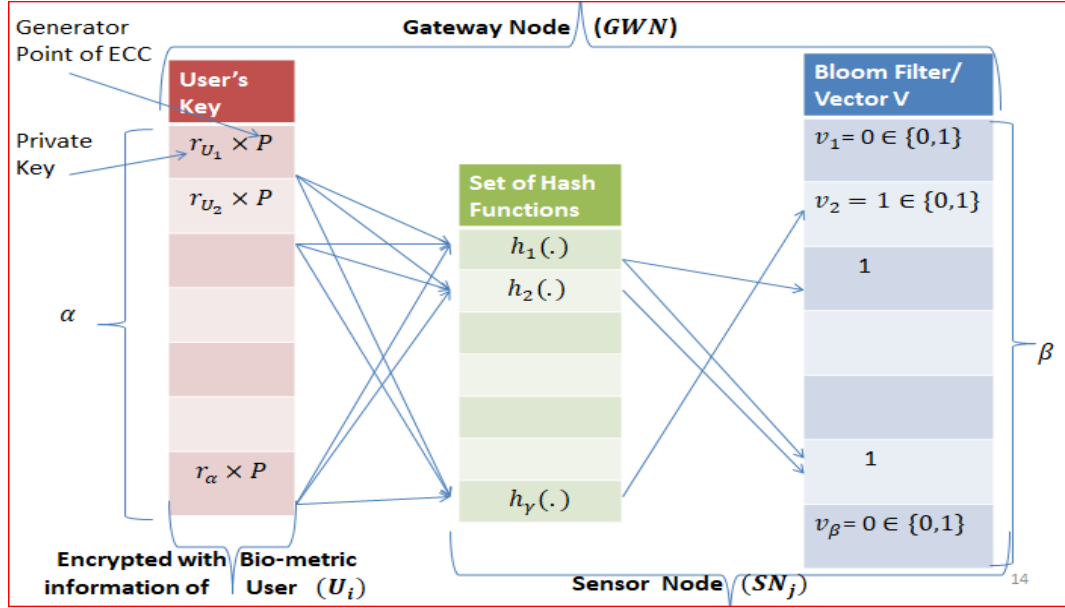 Generator
Point of ECC
Gateway Node (GWN)
User's
Key
Bloom Filter/
Vector V
Private
Key
r_{U_1} × P
r_{U_2} × P
r_α × P
α
Set of Hash
Functions
h_1(.)
h_2(.)
h_γ(.)
v_1= 0 ∈ {0,1}
v_2 = 1 ∈ {0,1}
1
1
v_β= 0 ∈ {0,1}
β
Encrypted with Bio-metric
information of User (U_i)
Sensor Node (SN_j)
14